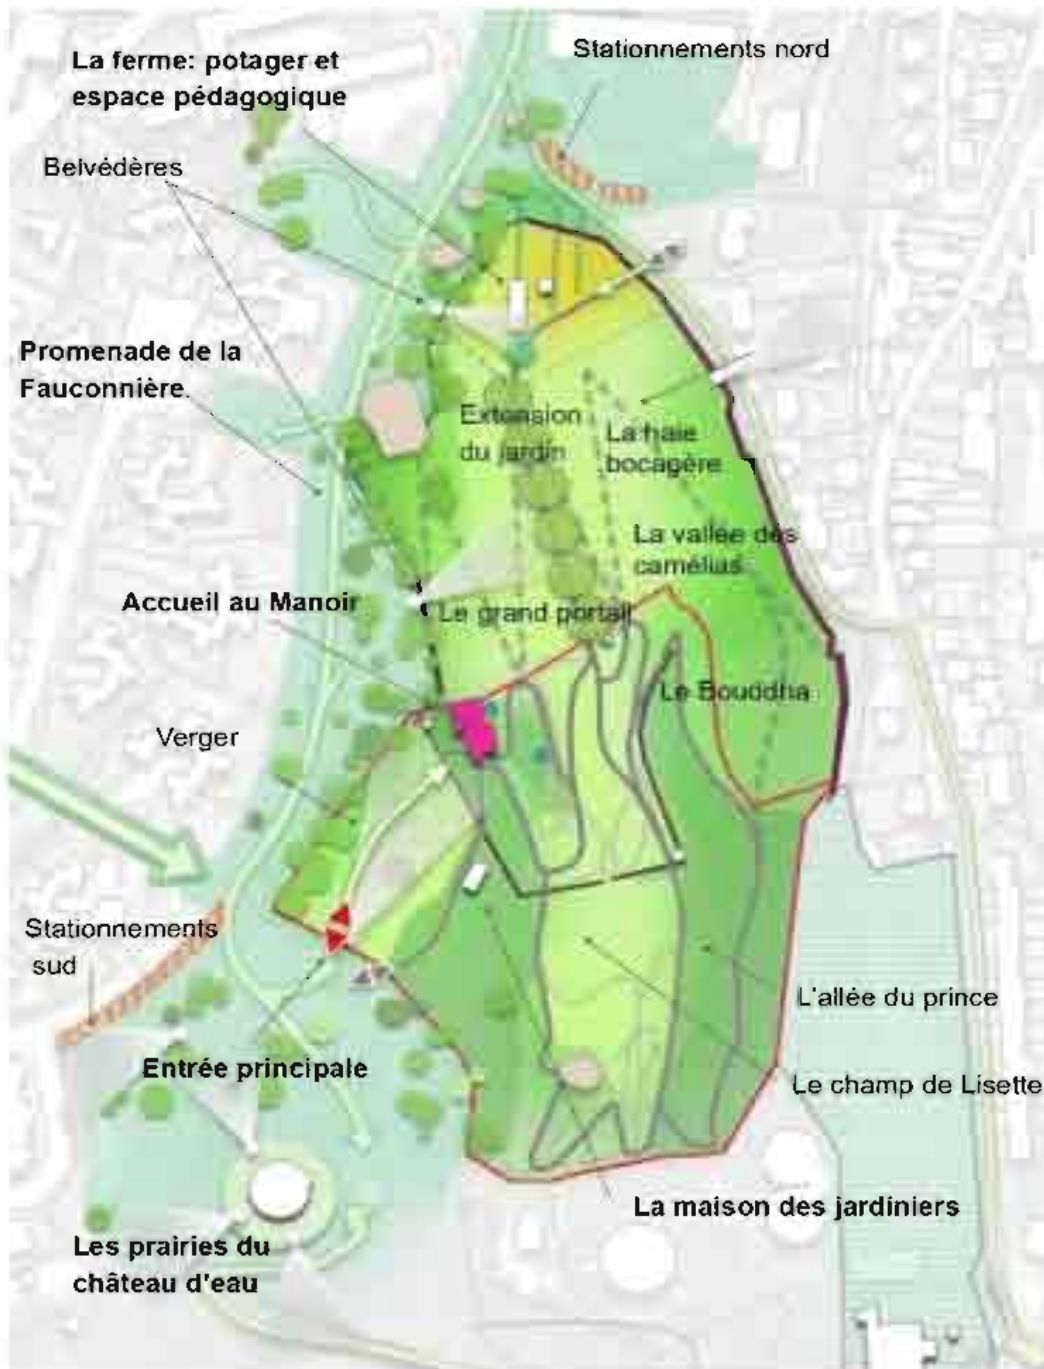 La ferme: potager et
espace pédagogique
Stationnements nord
Belvédères
Promenade de la
Fauconnière
Extension
du jardin
La haie
bocagère
La vallée des
camélias
Accueil au Manoir
Le grand portail
Le Bouddha
Verger
Stationnements
sud
L'allée du prince
Entrée principale
Le champ de Lisette
La maison des jardiniers
Les prairies du
château d'eau